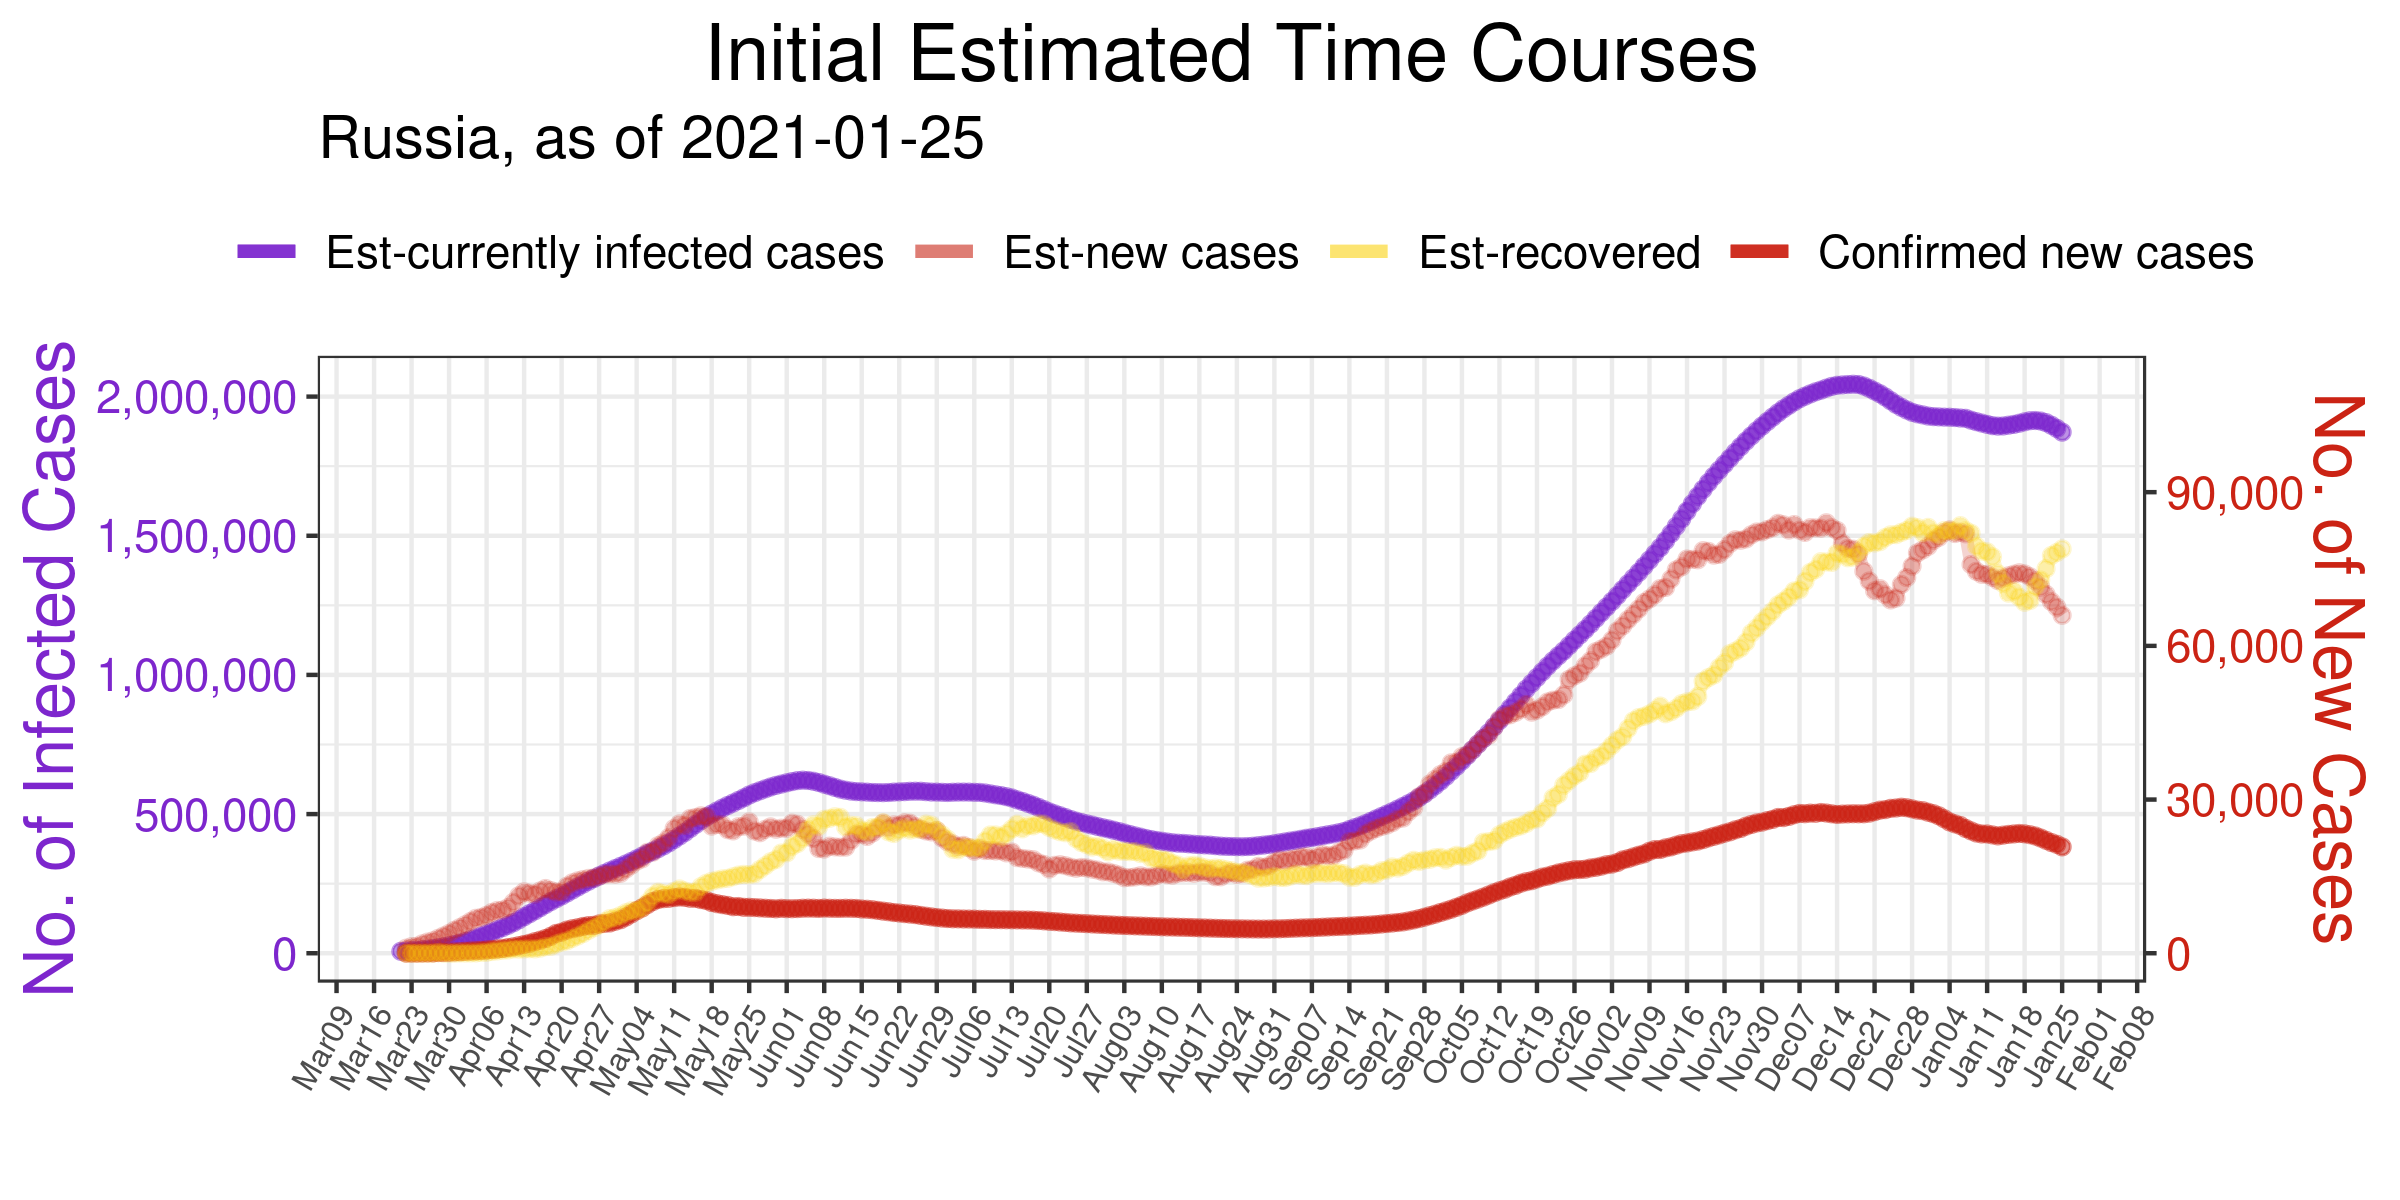 Initial Estimated Time Courses
Russia, as of 2021-01-25
Est-currently infected cases
Est-new cases
Est-recovered
Confirmed new cases
No. of Infected Cases
2,000,000
1,500,000
1,000,000
500,000
0
No. of New Cases
90,000
60,000
30,000
0
Mar09
Mar16
Mar23
Mar30
Apr06
Apr13
Apr20
Apr27
May04
May11
May18
May25
Jun01
Jun08
Jun15
Jun22
Jun29
Jul06
Jul13
Jul20
Jul27
Aug03
Aug10
Aug17
Aug24
Aug31
Sep07
Sep14
Sep21
Sep28
Oct05
Oct12
Oct19
Oct26
Nov02
Nov09
Nov16
Nov23
Nov30
Dec07
Dec14
Dec21
Dec28
Jan04
Jan11
Jan18
Jan25
Feb01
Feb08